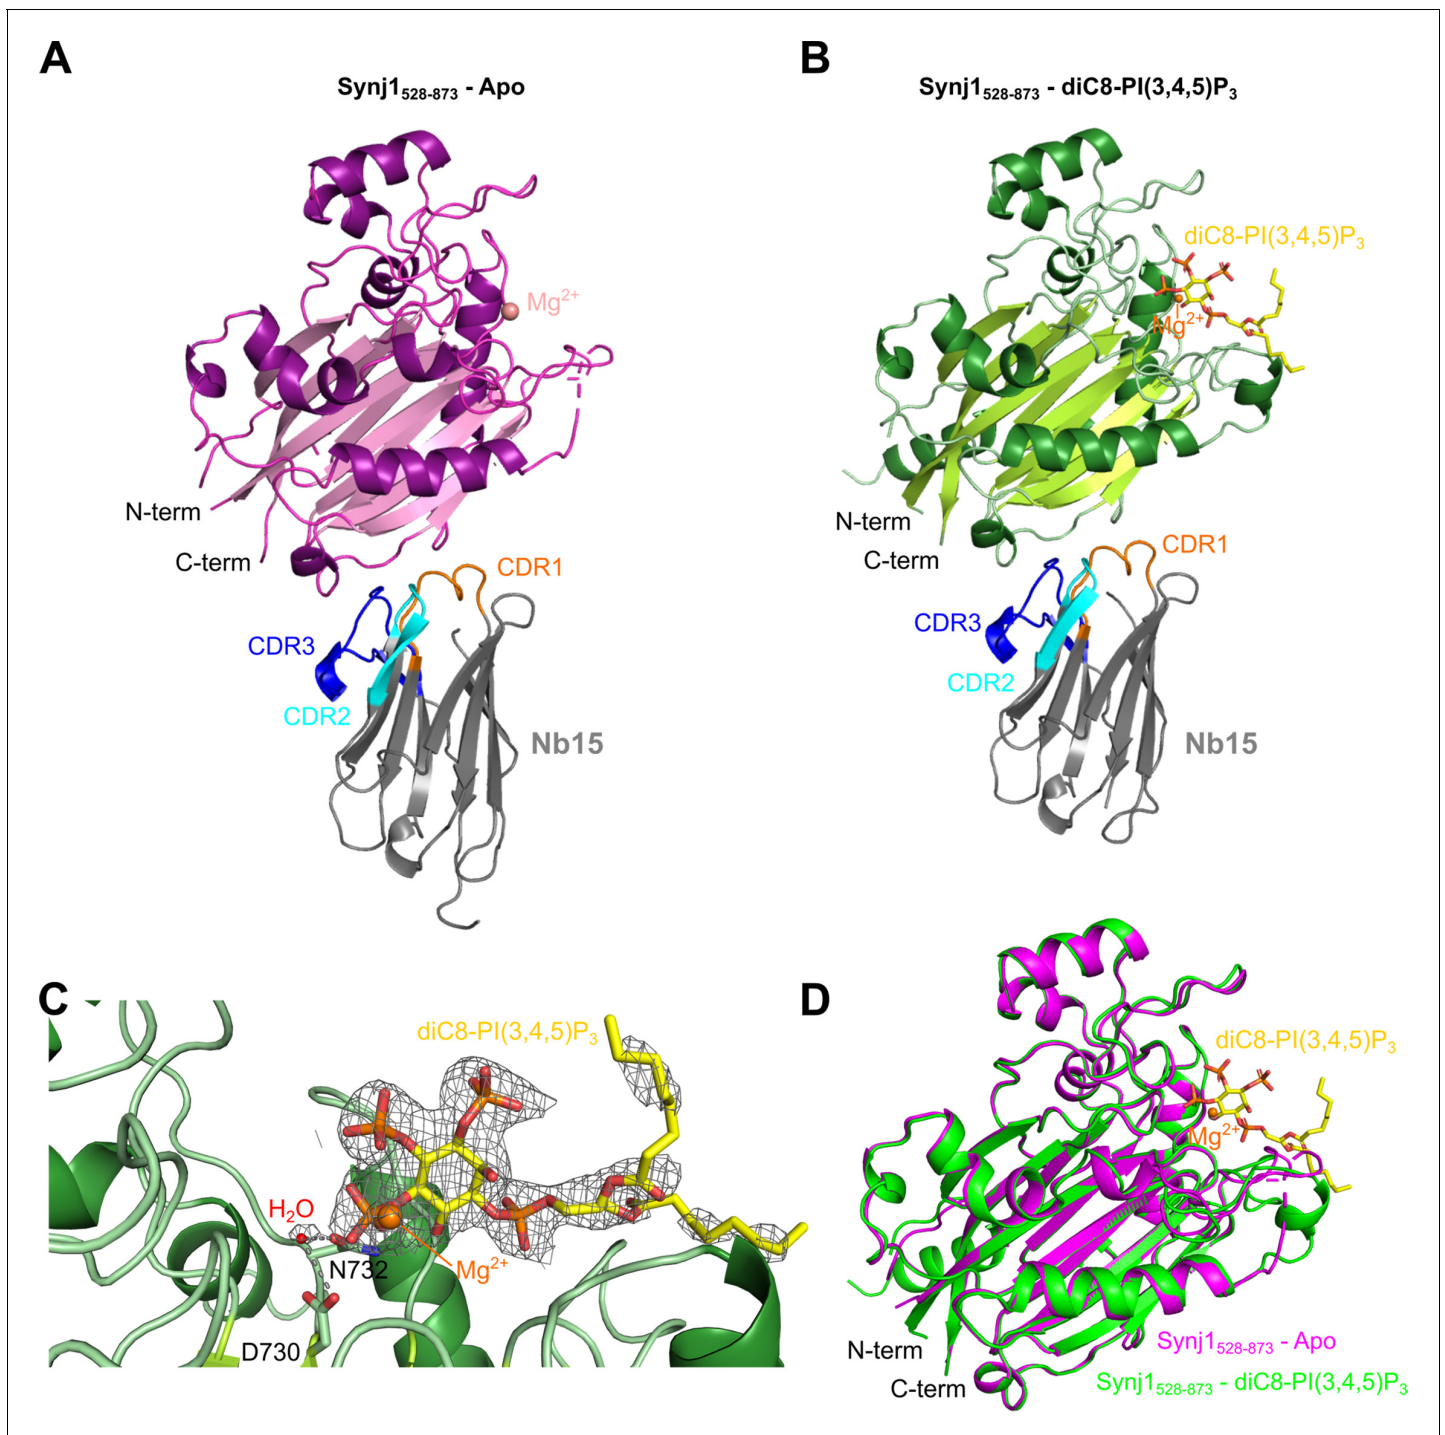 A
Synj1₅₂₈₋₈₇₃ - Apo
Mg²⁺
N-term
C-term
CDR1
CDR3
CDR2
Nb15
B
Synj1₅₂₈₋₈₇₃ - diC8-PI(3,4,5)P₃
diC8-PI(3,4,5)P₃
Mg²⁺
N-term
C-term
CDR1
CDR3
CDR2
Nb15
C
diC8-PI(3,4,5)P₃
H₂O
N732
Mg²⁺
D730
D
diC8-PI(3,4,5)P₃
Mg²⁺
N-term
C-term
Synj1₅₂₈₋₈₇₃ - Apo
Synj1₅₂₈₋₈₇₃ - diC8-PI(3,4,5)P₃